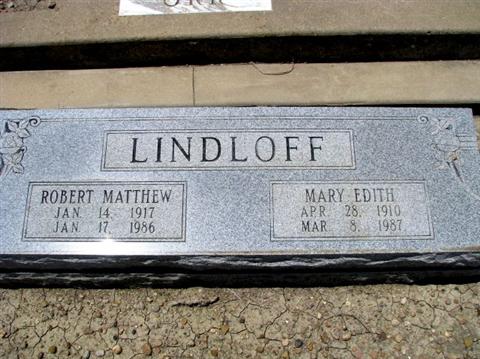 LINDLOFF
ROBERT MATTHEW
JAN 14, 1917
JAN 17, 1986
MARY EDITH
APR 28, 1910
MAR 8, 1987